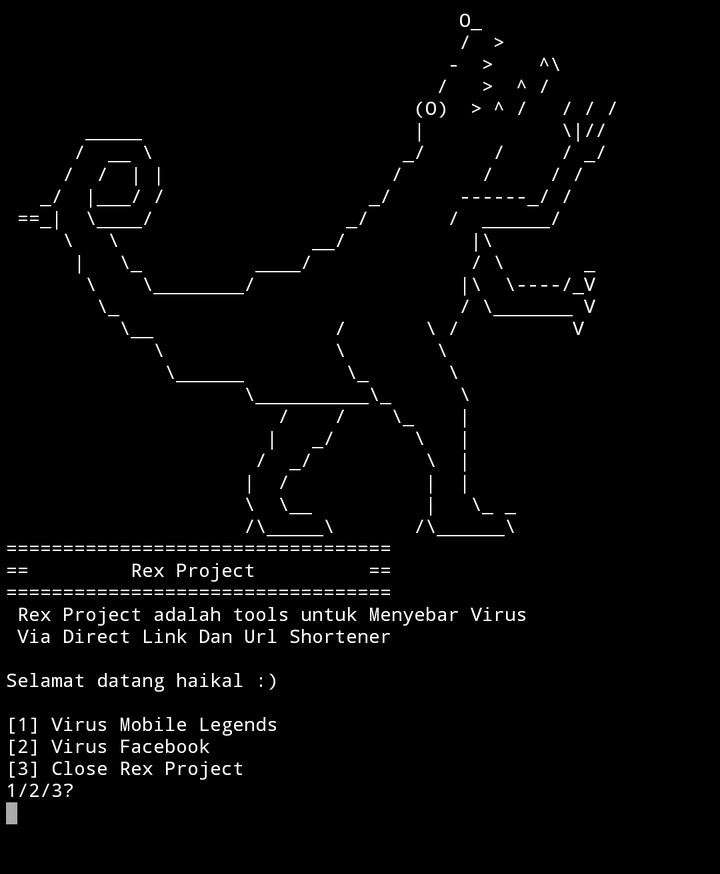 Rex Project
Rex Project adalah tools untuk Menyebar Virus
Via Direct Link Dan Url Shortener
Selamat datang haikal :)
[1] Virus Mobile Legends
[2] Virus Facebook
[3] Close Rex Project
1/2/3?